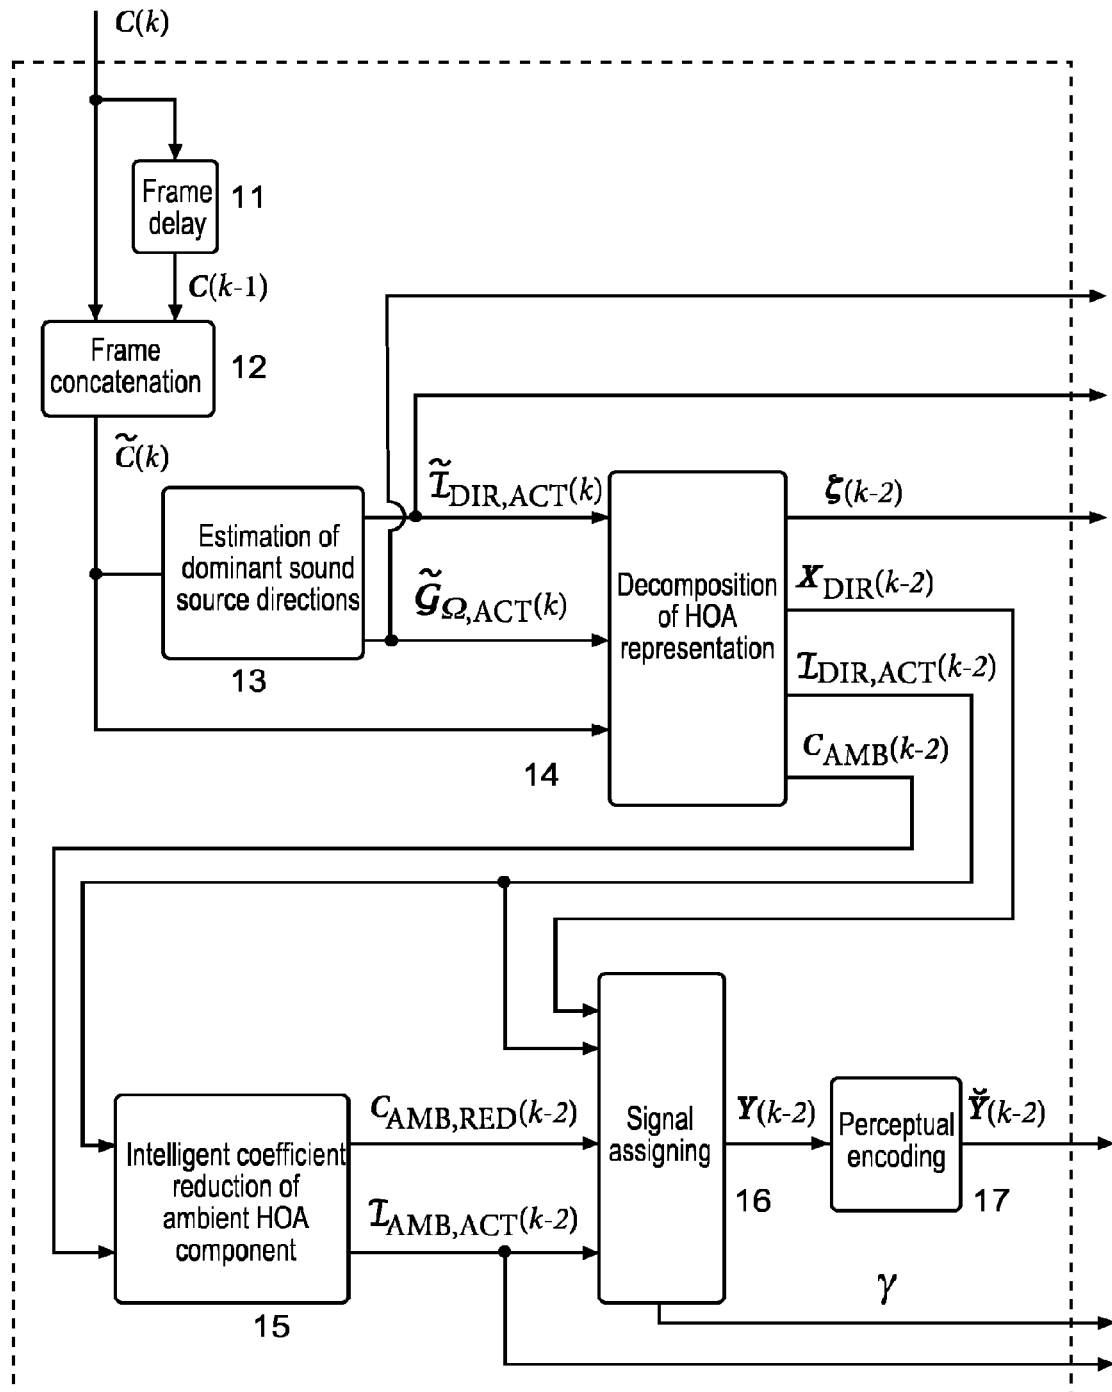 C(k)
Frame
delay
11
C(k-1)
Frame
concatenation
12
C̃(k)
Estimation of
dominant sound
source directions
13
Ĩ_DIR,ACT(k)
G̃_Ω,ACT(k)
Decomposition
of HOA
representation
14
ζ(k-2)
X_DIR(k-2)
I_DIR,ACT(k-2)
C_AMB(k-2)
Intelligent coefficient
reduction of
ambient HOA
component
15
C_AMB,RED(k-2)
I_AMB,ACT(k-2)
Signal
assigning
16
Y(k-2)
Perceptual
encoding
17
Y̆(k-2)
γ